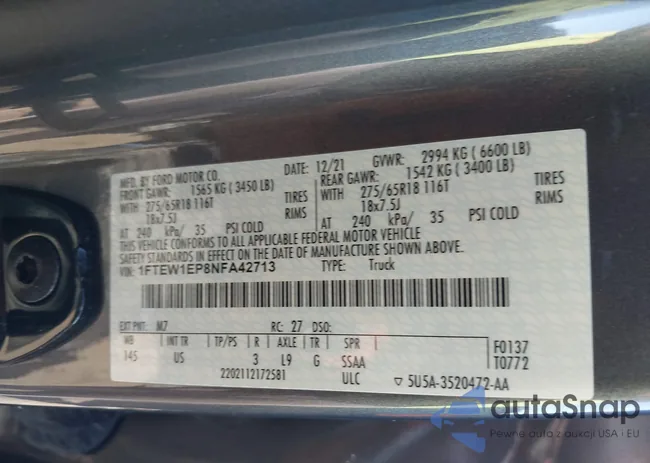 MFD. BY FORD MOTOR CO. DATE: 12/21 GVWR: 2994 KG ( 6600 LB)
FRONT GAWR: 1565 KG ( 3450 LB) REAR GAWR: 1542 KG ( 3400 LB)
WITH 275/65R18 116T TIRES WITH 275/65R18 116T TIRES
18x7.5J RIMS 18x7.5J RIMS
AT 240 kPa/ 35 PSI COLD AT 240 kPa/ 35 PSI COLD
THIS VEHICLE CONFORMS TO ALL APPLICABLE FEDERAL MOTOR VEHICLE
SAFETY STANDARDS IN EFFECT ON THE DATE OF MANUFACTURE SHOWN ABOVE.
VIN: 1FTEW1EP8NFA42713 TYPE: Truck
EXT PNT: M7 RC: 27 DSO:
WB INT TR TP/PS R AXLE TR SPR F0137
145 US 3 L9 G SSAA T0772
2202112172581 ULC ▽ 5U5A-3520472-AA
autoSnap
Pewne auta z aukcji USA i EU